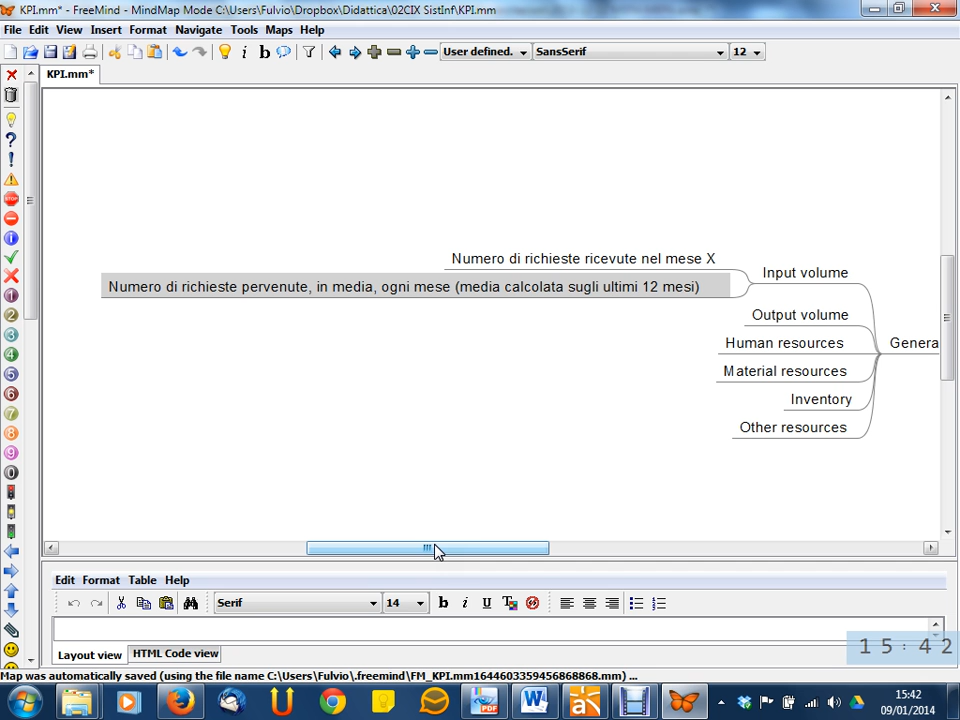 KPI.mm* - FreeMind - MindMap Mode C:\Users\Fulvio\Dropbox\Didattica\02CIX SistInf\KPI.mm
File Edit View Insert Format Navigate Tools Maps Help
User defined. SansSerif 12
KPI.mm*
Numero di richieste ricevute nel mese X
Input volume
Numero di richieste pervenute, in media, ogni mese (media calcolata sugli ultimi 12 mesi)
Output volume
Human resources
Genera
Material resources
Inventory
Other resources
Edit Format Table Help
Serif 14 b i U
Layout view HTML Code view
15:42
Map was automatically saved (using the file name C:\Users\Fulvio\.freemind\FM_KPI.mm1644603359456868868.mm) ...
15:42
09/01/2014